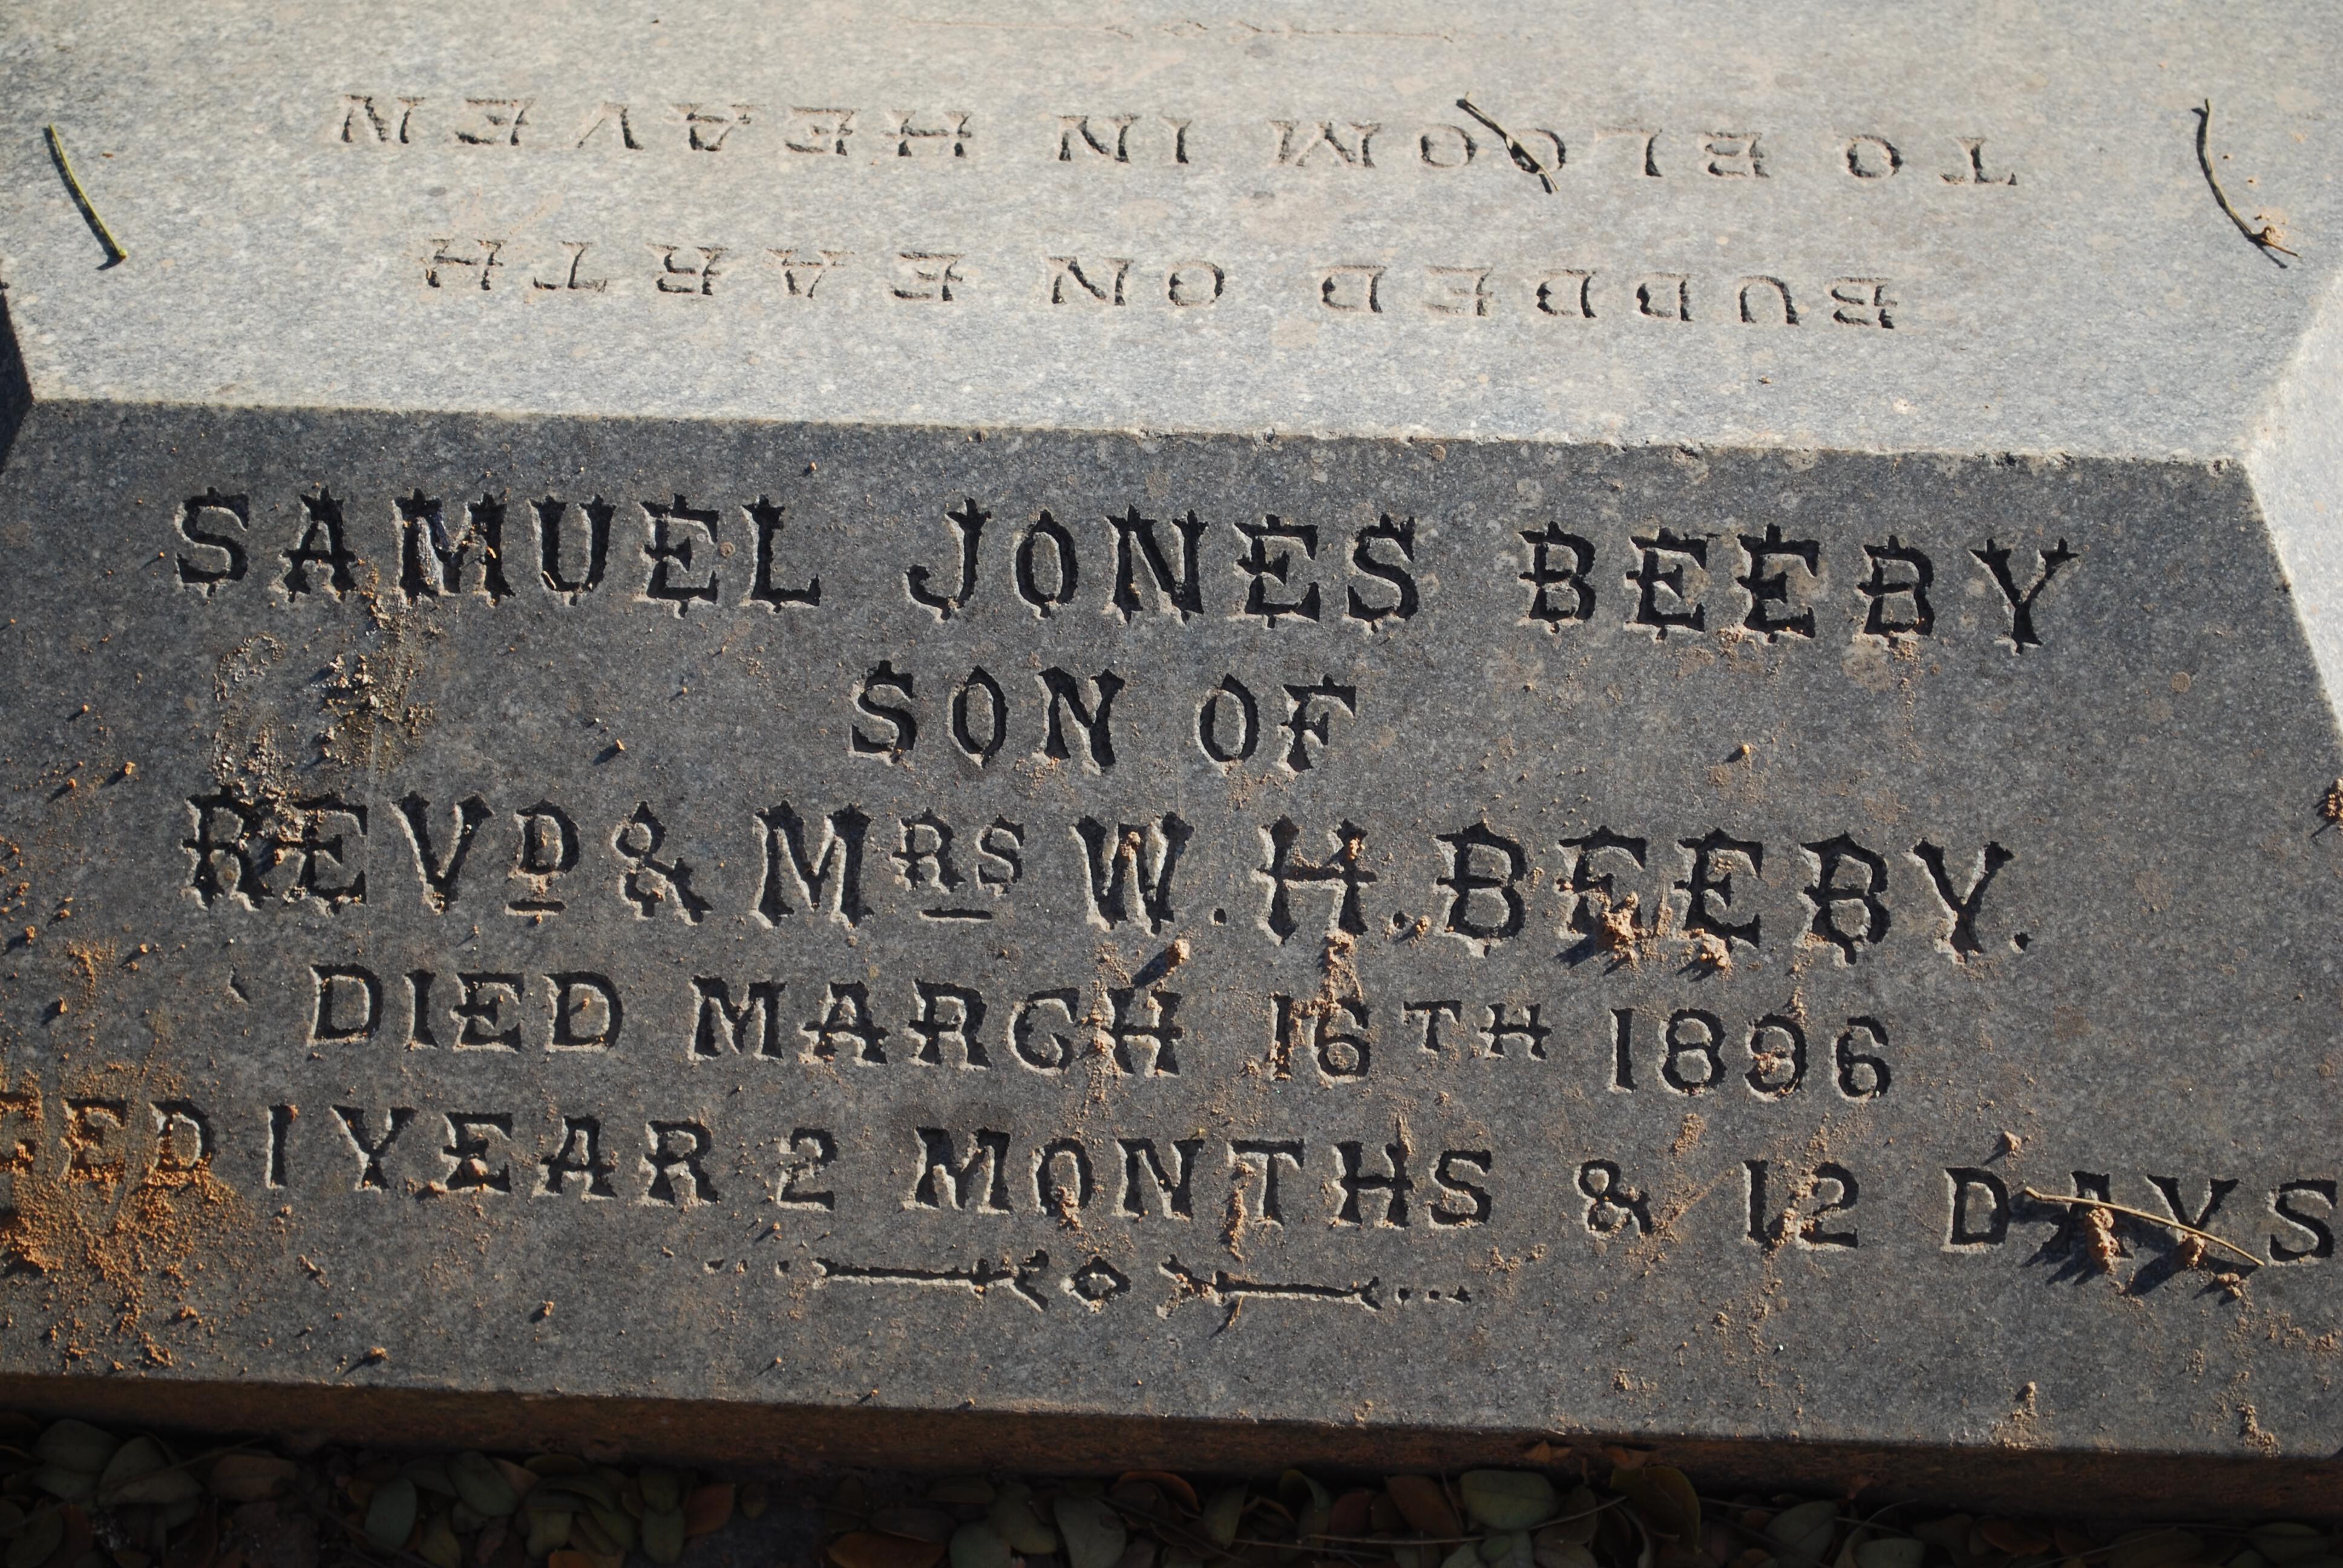 BUDDED ON EARTH
TO BLOOM IN HEAVEN
SAMUEL JONES BEEBY
SON OF
REVD & MRS W.H.BEEBY.
DIED MARCH 16TH 1896
AGED 1 YEAR 2 MONTHS & 12 DAYS